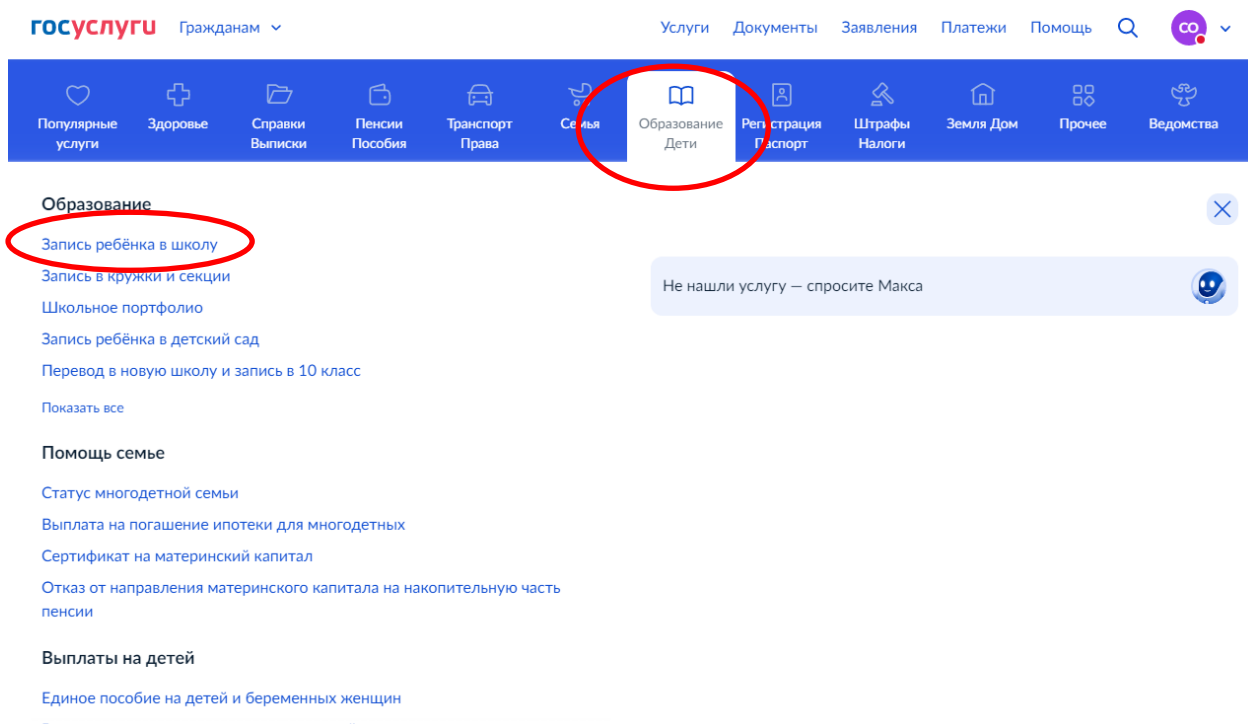 госуслуги Гражданам Услуги Документы Заявления Платежи Помощь СО
Популярные услуги
Здоровье
Справки Выписки
Пенсии Пособия
Транспорт Права
Семья
Образование Дети
Регистрация Паспорт
Штрафы Налоги
Земля Дом
Прочее
Ведомства
Образование
Запись ребёнка в школу
Запись в кружки и секции
Школьное портфолио
Запись ребёнка в детский сад
Перевод в новую школу и запись в 10 класс
Показать все
Не нашли услугу — спросите Макса
Помощь семье
Статус многодетной семьи
Выплата на погашение ипотеки для многодетных
Сертификат на материнский капитал
Отказ от направления материнского капитала на накопительную часть
пенсии
Выплаты на детей
Единое пособие на детей и беременных женщин